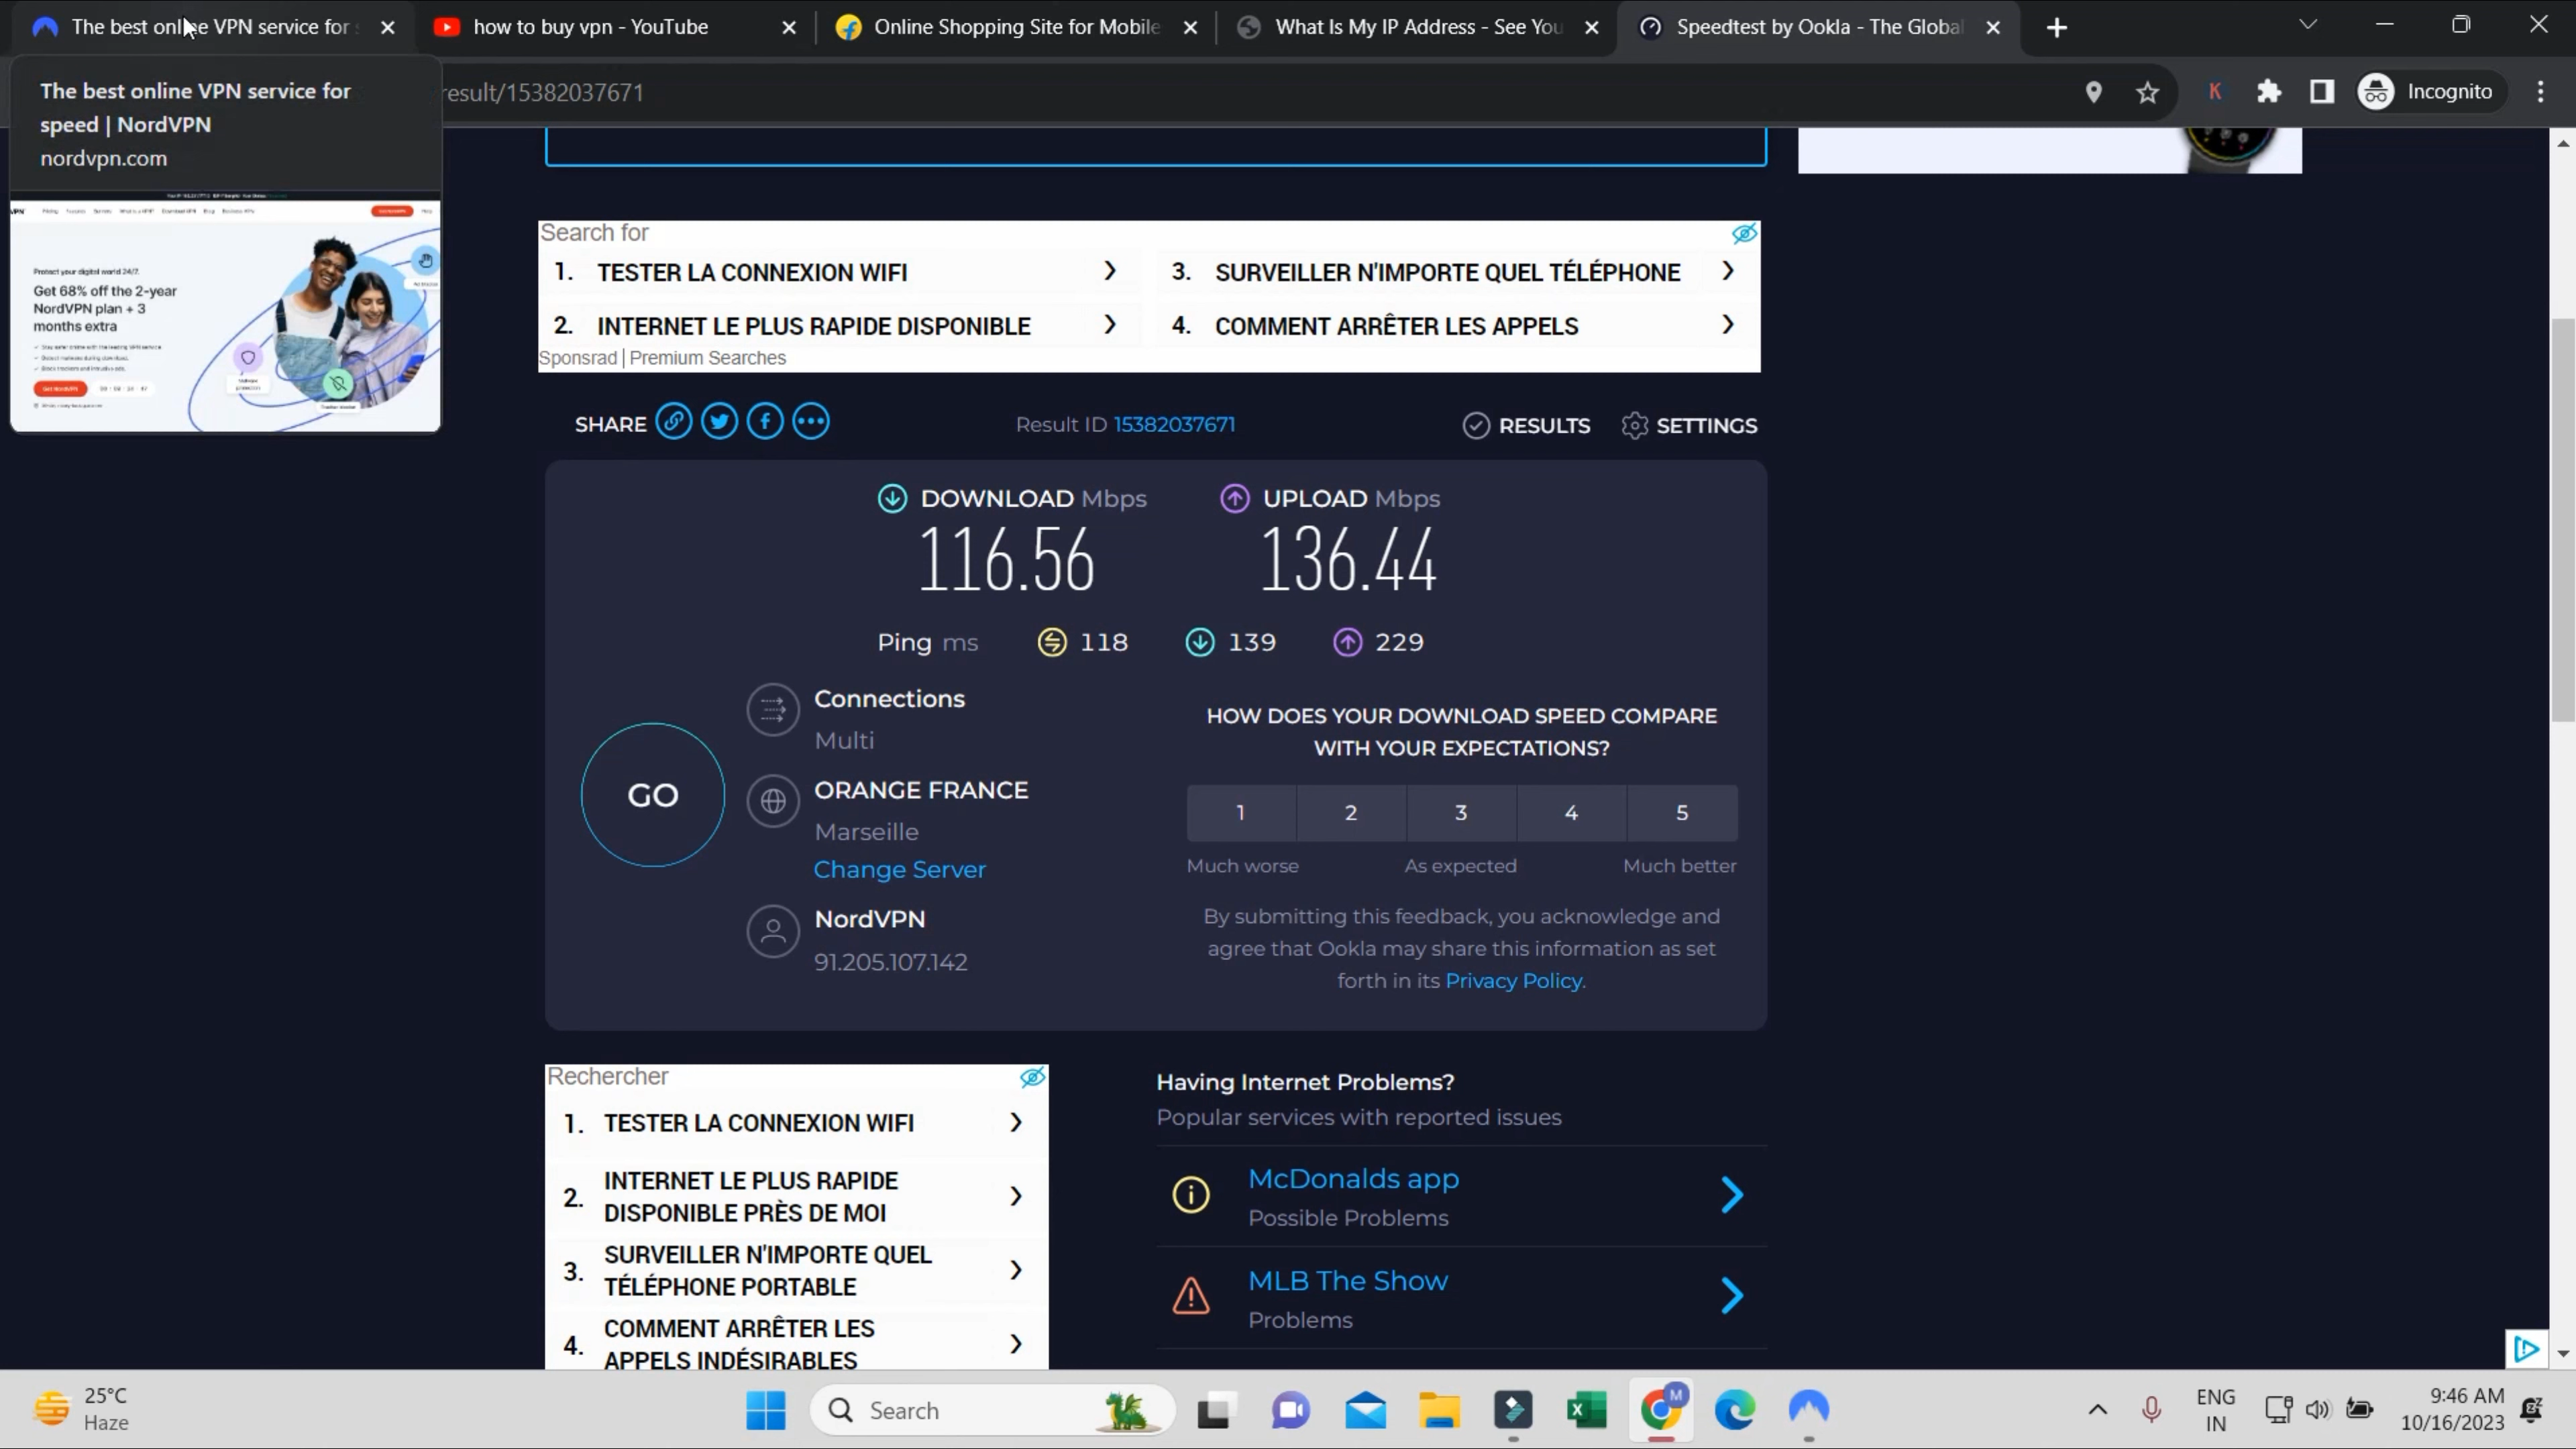 The best online VPN service for s
how to buy vpn - YouTube
Online Shopping Site for Mobile
What Is My IP Address - See You
Speedtest by Ookla - The Global
The best online VPN service for
speed | NordVPN
nordvpn.com
esult/15382037671
K
Incognito
Protect your digital world 24/7.
Get 68% off the 2-year
NordVPN plan + 3
months extra
Get NordVPN
Search for
1. TESTER LA CONNEXION WIFI
2. INTERNET LE PLUS RAPIDE DISPONIBLE
3. SURVEILLER N'IMPORTE QUEL TÉLÉPHONE
4. COMMENT ARRÊTER LES APPELS
Sponsrad | Premium Searches
SHARE
Result ID 15382037671
RESULTS
SETTINGS
DOWNLOAD Mbps
116.56
UPLOAD Mbps
136.44
Ping ms 118 139 229
GO
Connections
Multi
ORANGE FRANCE
Marseille
Change Server
NordVPN
91.205.107.142
HOW DOES YOUR DOWNLOAD SPEED COMPARE
WITH YOUR EXPECTATIONS?
1 2 3 4 5
Much worse As expected Much better
By submitting this feedback, you acknowledge and
agree that Ookla may share this information as set
forth in its Privacy Policy.
Rechercher
1. TESTER LA CONNEXION WIFI
2. INTERNET LE PLUS RAPIDE
DISPONIBLE PRÈS DE MOI
3. SURVEILLER N'IMPORTE QUEL
TÉLÉPHONE PORTABLE
4. COMMENT ARRÊTER LES
APPELS INDÉSIRABLES
Having Internet Problems?
Popular services with reported issues
McDonalds app
Possible Problems
MLB The Show
Problems
25°C
Haze
Search
M
ENG
IN
9:46 AM
10/16/2023